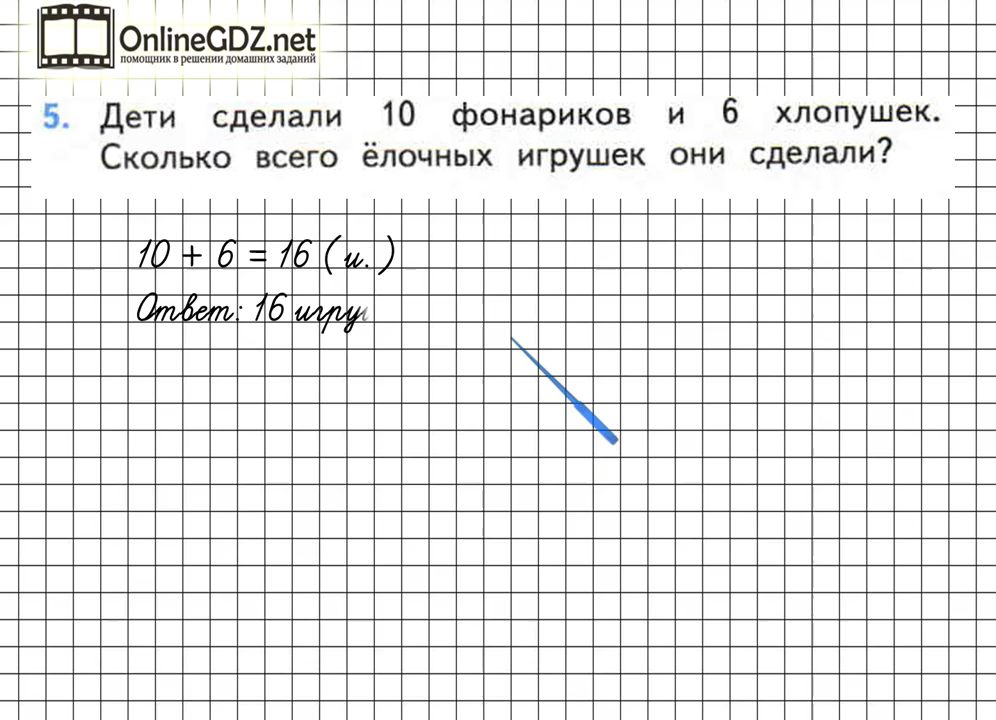 OnlineGDZ.net
помощник в решении домашних заданий
5. Дети сделали 10 фонариков и 6 хлопушек.
Сколько всего ёлочных игрушек они сделали?
10 + 6 = 16 (и.)
Ответ: 16 игру